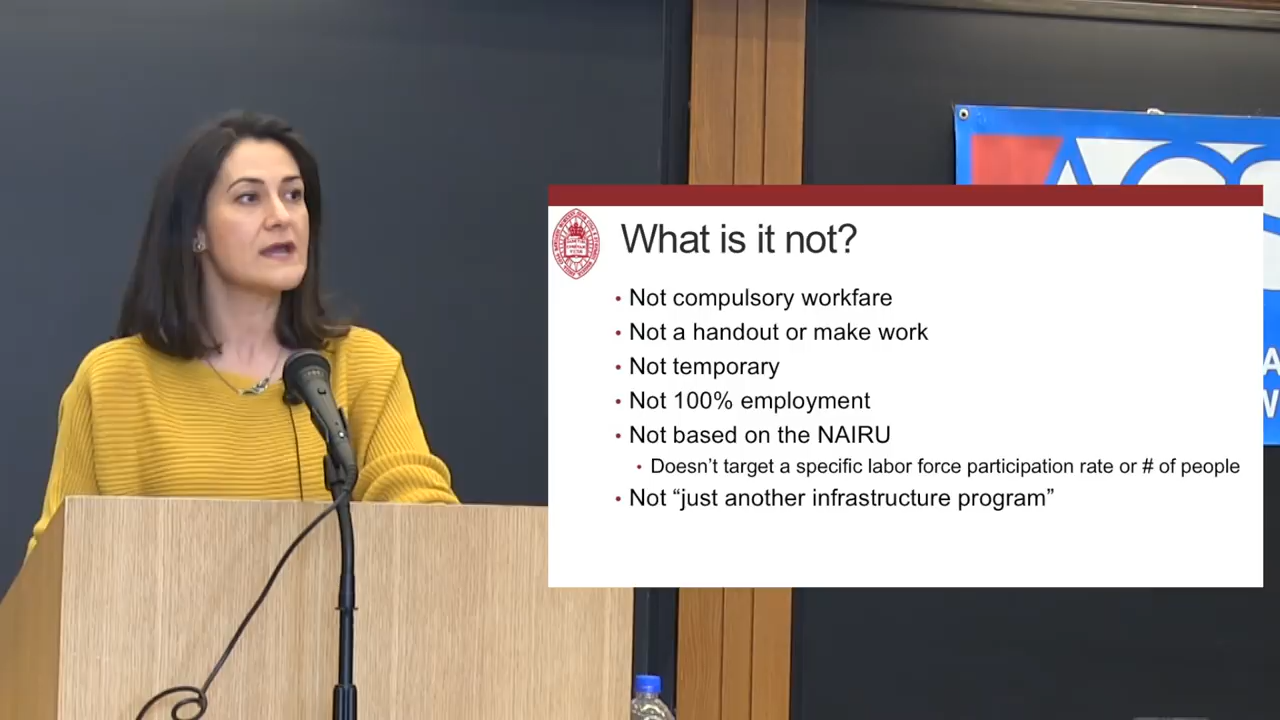 What is it not?
• Not compulsory workfare
• Not a handout or make work
• Not temporary
• Not 100% employment
• Not based on the NAIRU
• Doesn’t target a specific labor force participation rate or # of people
• Not “just another infrastructure program”